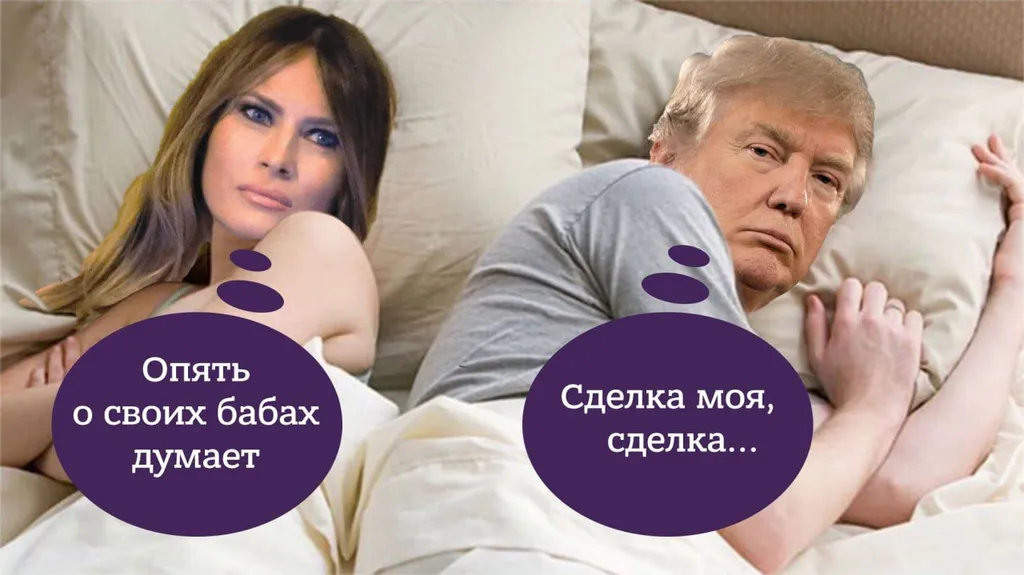 Опять
о своих бабах
думает
Сделка моя,
сделка...